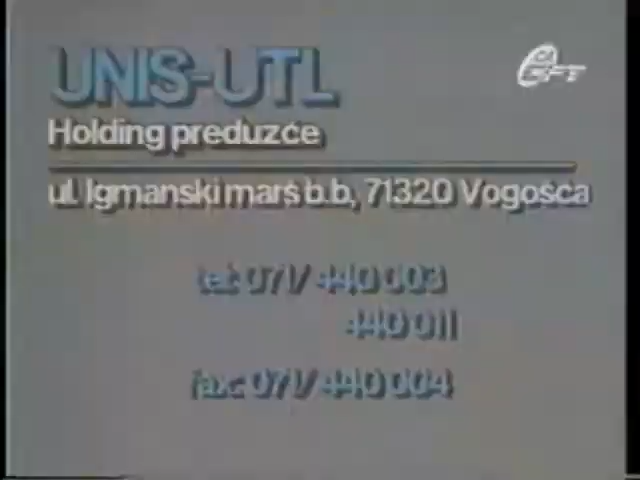 UNIS-UTL
Holding preduzće
ul. Igmanski marš b.b, 71320 Vogošća
tel: 071/ 440 003
440 011
fax: 071/ 440 004